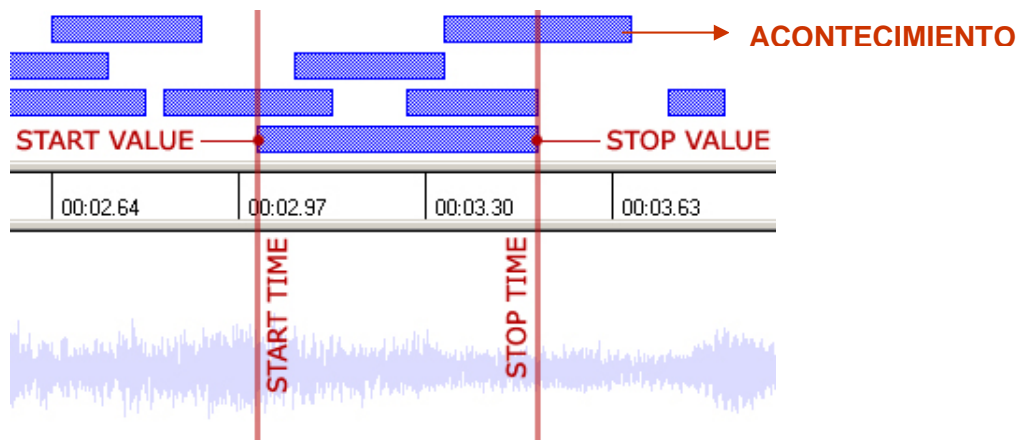 ACONTECIMIENTO
START VALUE
STOP VALUE
00:02.64
00:02.97
00:03.30
00:03.63
START TIME
STOP TIME